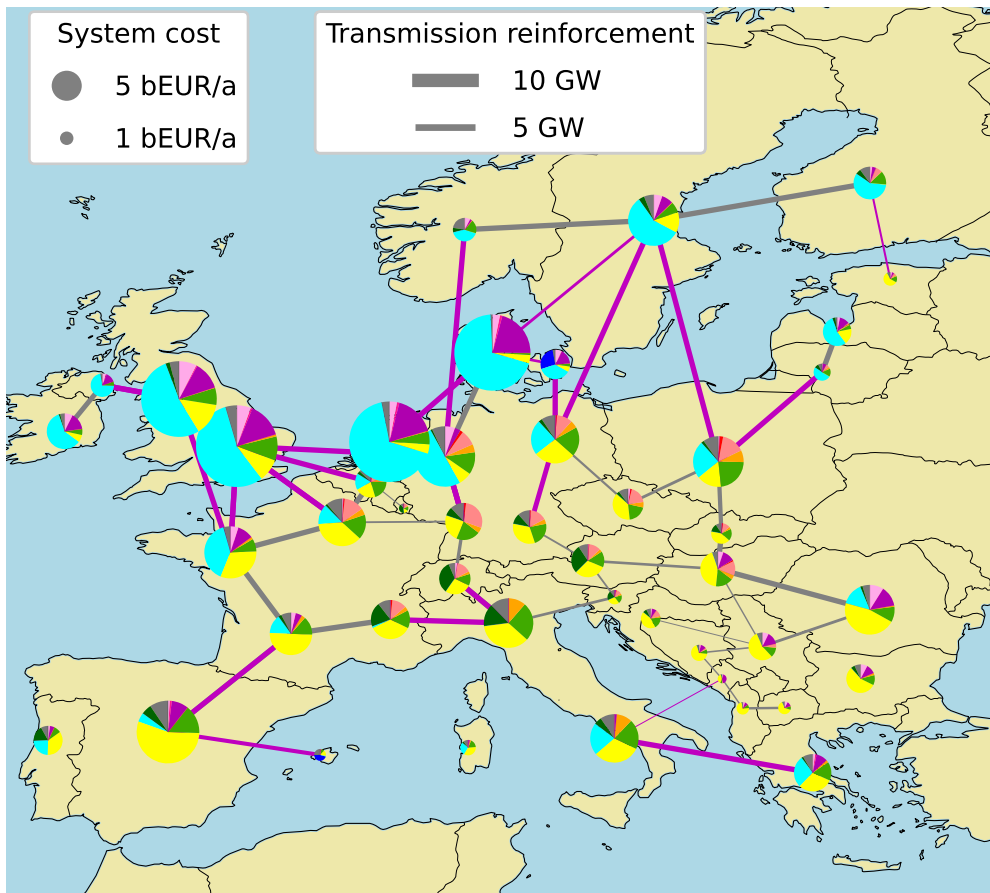 System cost
5 bEUR/a
1 bEUR/a
Transmission reinforcement
10 GW
5 GW